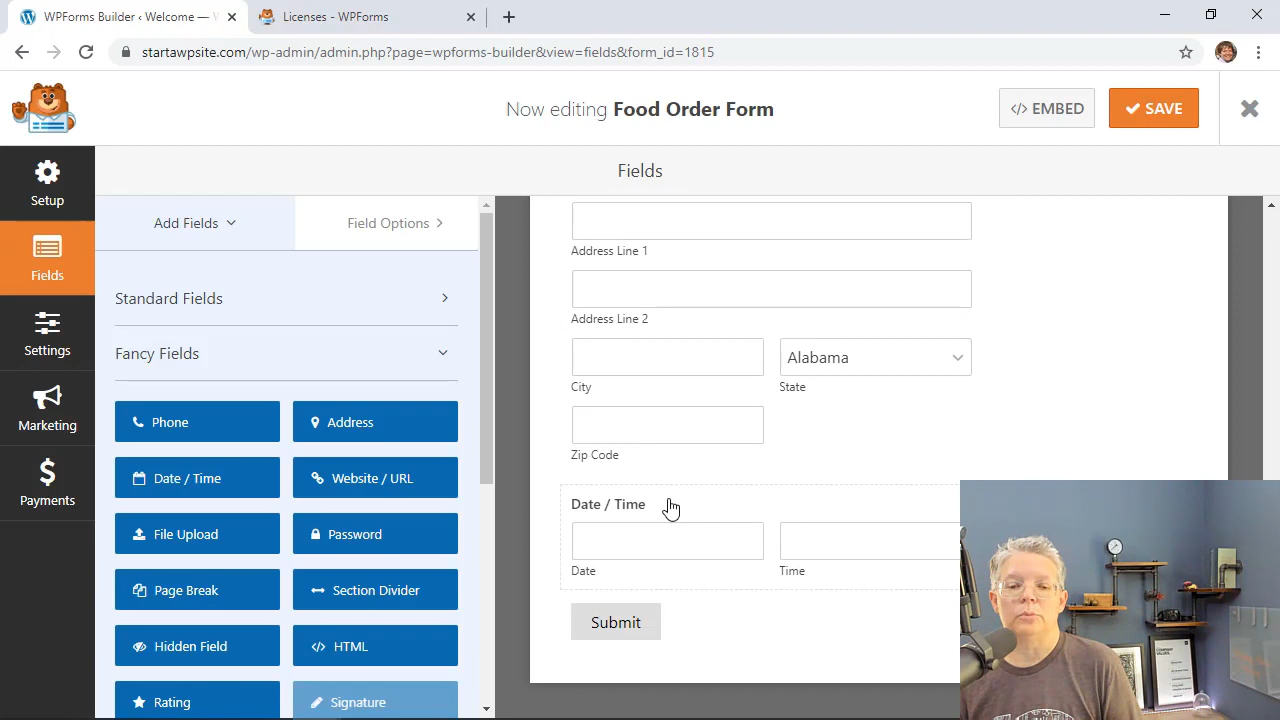 WPForms Builder ‹ Welcome —
Licenses - WPForms
startawpsite.com/wp-admin/admin.php?page=wpforms-builder&view=fields&form_id=1815
Now editing Food Order Form
</> EMBED
SAVE
Fields
Setup
Fields
Settings
Marketing
Payments
Add Fields
Field Options
Standard Fields
Fancy Fields
Phone
Address
Date / Time
Website / URL
File Upload
Password
Page Break
Section Divider
Hidden Field
</> HTML
Rating
Signature
Address Line 1
Address Line 2
Alabama
City
State
Zip Code
Date / Time
Date
Time
Submit